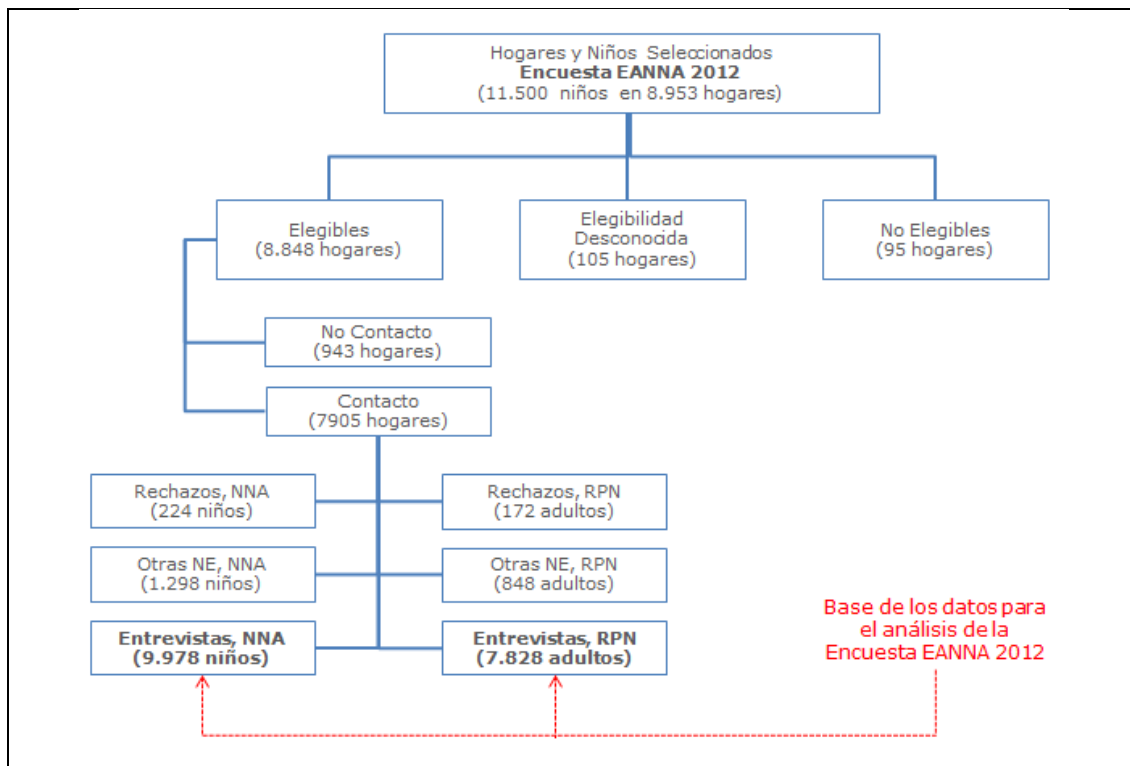 Hogares y Niños Seleccionados
Encuesta EANNA 2012
(11.500 niños en 8.953 hogares)
Elegibles
(8.848 hogares)
Elegibilidad
Desconocida
(105 hogares)
No Elegibles
(95 hogares)
No Contacto
(943 hogares)
Contacto
(7905 hogares)
Rechazos, NNA
(224 niños)
Rechazos, RPN
(172 adultos)
Otras NE, NNA
(1.298 niños)
Otras NE, RPN
(848 adultos)
Entrevistas, NNA
(9.978 niños)
Entrevistas, RPN
(7.828 adultos)
Base de los datos para
el análisis de la
Encuesta EANNA 2012